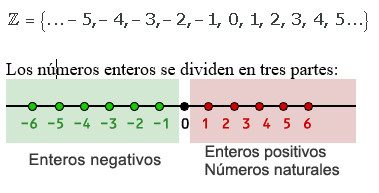 ℤ = {...- 5,- 4,- 3,- 2,- 1, 0, 1, 2, 3, 4, 5...}
Los números enteros se dividen en tres partes:
-6 -5 -4 -3 -2 -1 0 1 2 3 4 5 6
Enteros negativos
Enteros positivos
Números naturales